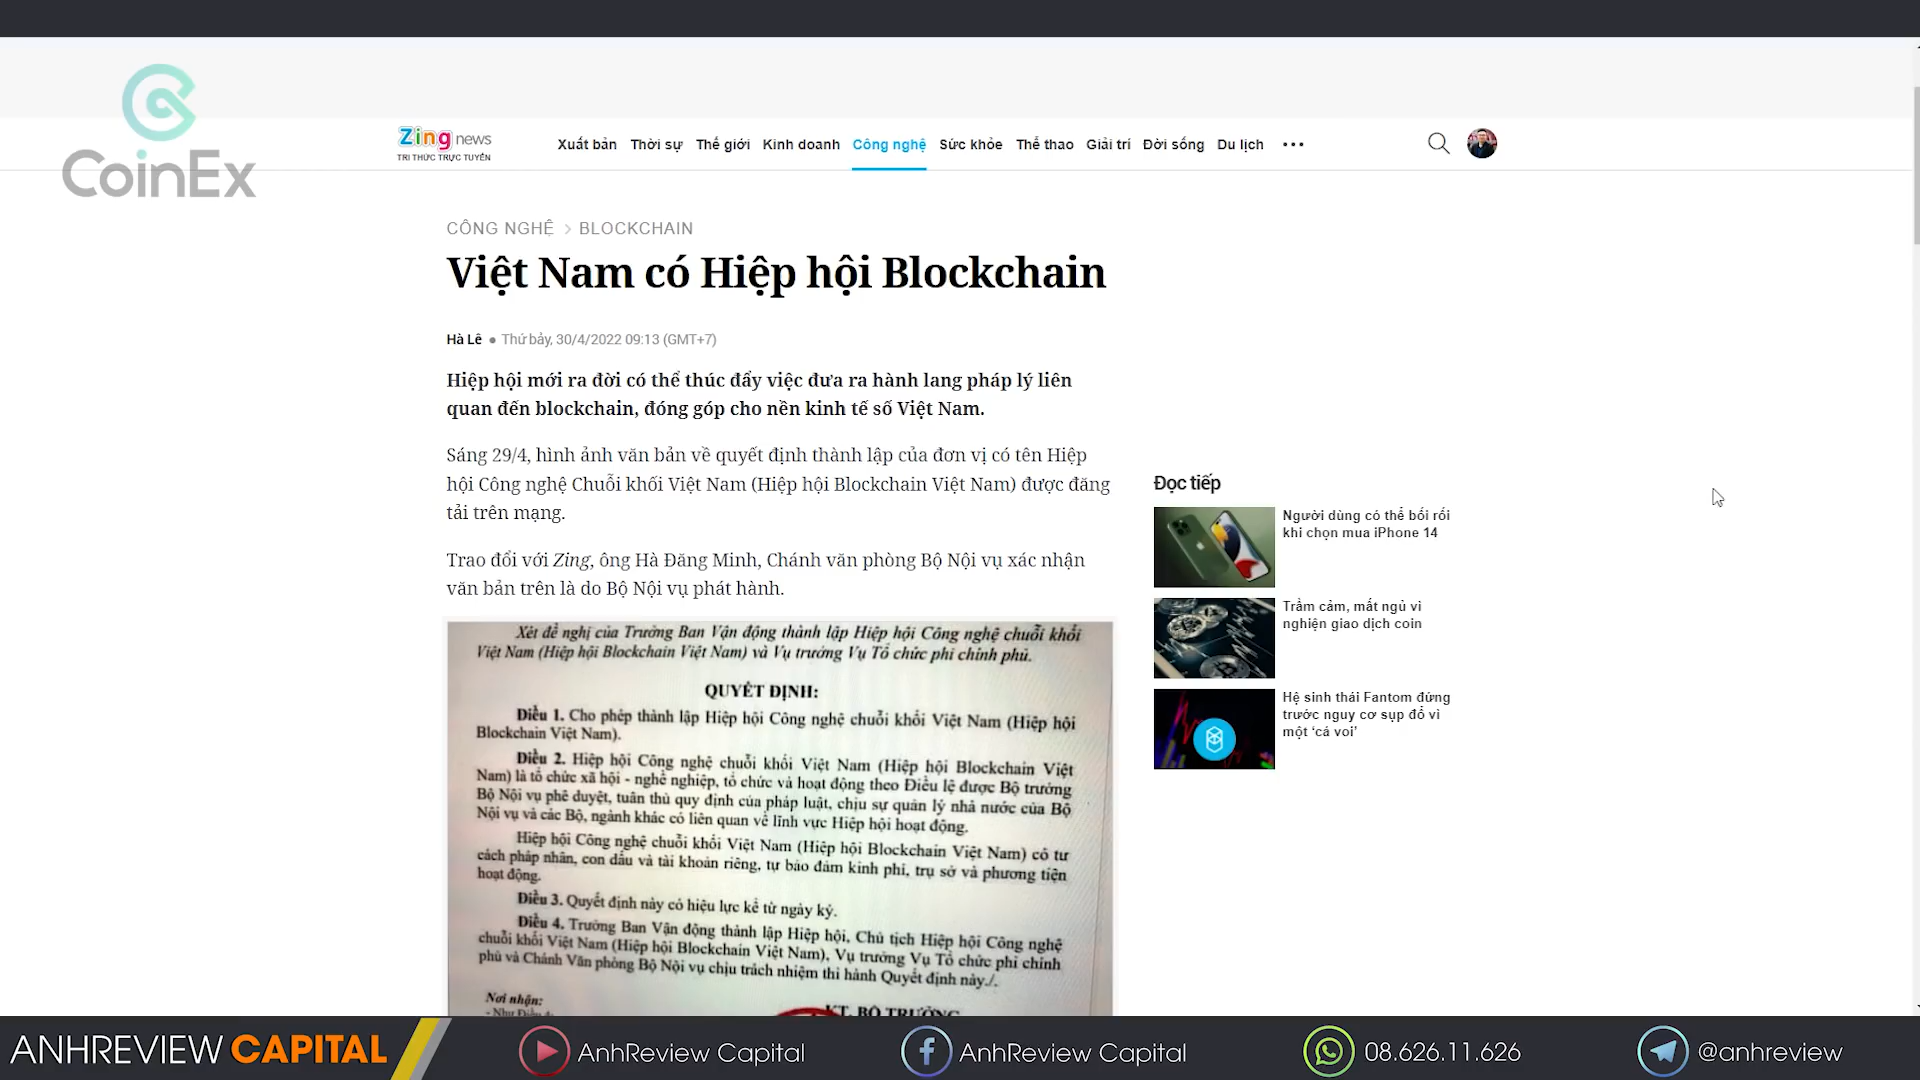 CoinEx
Zing news
TRI THỨC TRỰC TUYẾN
Xuất bản Thời sự Thế giới Kinh doanh Công nghệ Sức khỏe Thể thao Giải trí Đời sống Du lịch
CÔNG NGHỆ > BLOCKCHAIN
Việt Nam có Hiệp hội Blockchain
Hà Lê • Thứ bảy, 30/4/2022 09:13 (GMT+7)
Hiệp hội mới ra đời có thể thúc đẩy việc đưa ra hành lang pháp lý liên
quan đến blockchain, đóng góp cho nền kinh tế số Việt Nam.
Sáng 29/4, hình ảnh văn bản về quyết định thành lập của đơn vị có tên Hiệp
hội Công nghệ Chuỗi khối Việt Nam (Hiệp hội Blockchain Việt Nam) được đăng
tải trên mạng.
Trao đổi với Zing, ông Hà Đăng Minh, Chánh văn phòng Bộ Nội vụ xác nhận
văn bản trên là do Bộ Nội vụ phát hành.
Xét đề nghị của Trưởng Ban Vận động thành lập Hiệp hội Công nghệ chuỗi khối
Việt Nam (Hiệp hội Blockchain Việt Nam) và Vụ trưởng Vụ Tổ chức phi chính phủ.
QUYẾT ĐỊNH:
Điều 1. Cho phép thành lập Hiệp hội Công nghệ chuỗi khối Việt Nam (Hiệp hội
Blockchain Việt Nam).
Điều 2. Hiệp hội Công nghệ chuỗi khối Việt Nam (Hiệp hội Blockchain Việt
Nam) là tổ chức xã hội - nghề nghiệp, tổ chức và hoạt động theo Điều lệ được Bộ trưởng
Bộ Nội vụ phê duyệt, tuân thủ quy định của pháp luật, chịu sự quản lý nhà nước của Bộ
Nội vụ và các Bộ, ngành khác có liên quan về lĩnh vực Hiệp hội hoạt động.
Hiệp hội Công nghệ chuỗi khối Việt Nam (Hiệp hội Blockchain Việt Nam) có tư
cách pháp nhân, con dấu và tài khoản riêng, tự bảo đảm kinh phí, trụ sở và phương tiện
hoạt động.
Điều 3. Quyết định này có hiệu lực kể từ ngày ký.
Điều 4. Trưởng Ban Vận động thành lập Hiệp hội, Chủ tịch Hiệp hội Công nghệ
chuỗi khối Việt Nam (Hiệp hội Blockchain Việt Nam), Vụ trưởng Vụ Tổ chức phi chính
phủ và Chánh Văn phòng Bộ Nội vụ chịu trách nhiệm thi hành Quyết định này./.
Nơi nhận:
KT. BỘ TRƯỞNG
Đọc tiếp
Người dùng có thể bối rối
khi chọn mua iPhone 14
Trầm cảm, mất ngủ vì
nghiện giao dịch coin
Hệ sinh thái Fantom đứng
trước nguy cơ sụp đổ vì
một 'cá voi'
ANHREVIEW CAPITAL
AnhReview Capital
AnhReview Capital
08.626.11.626
@anhreview